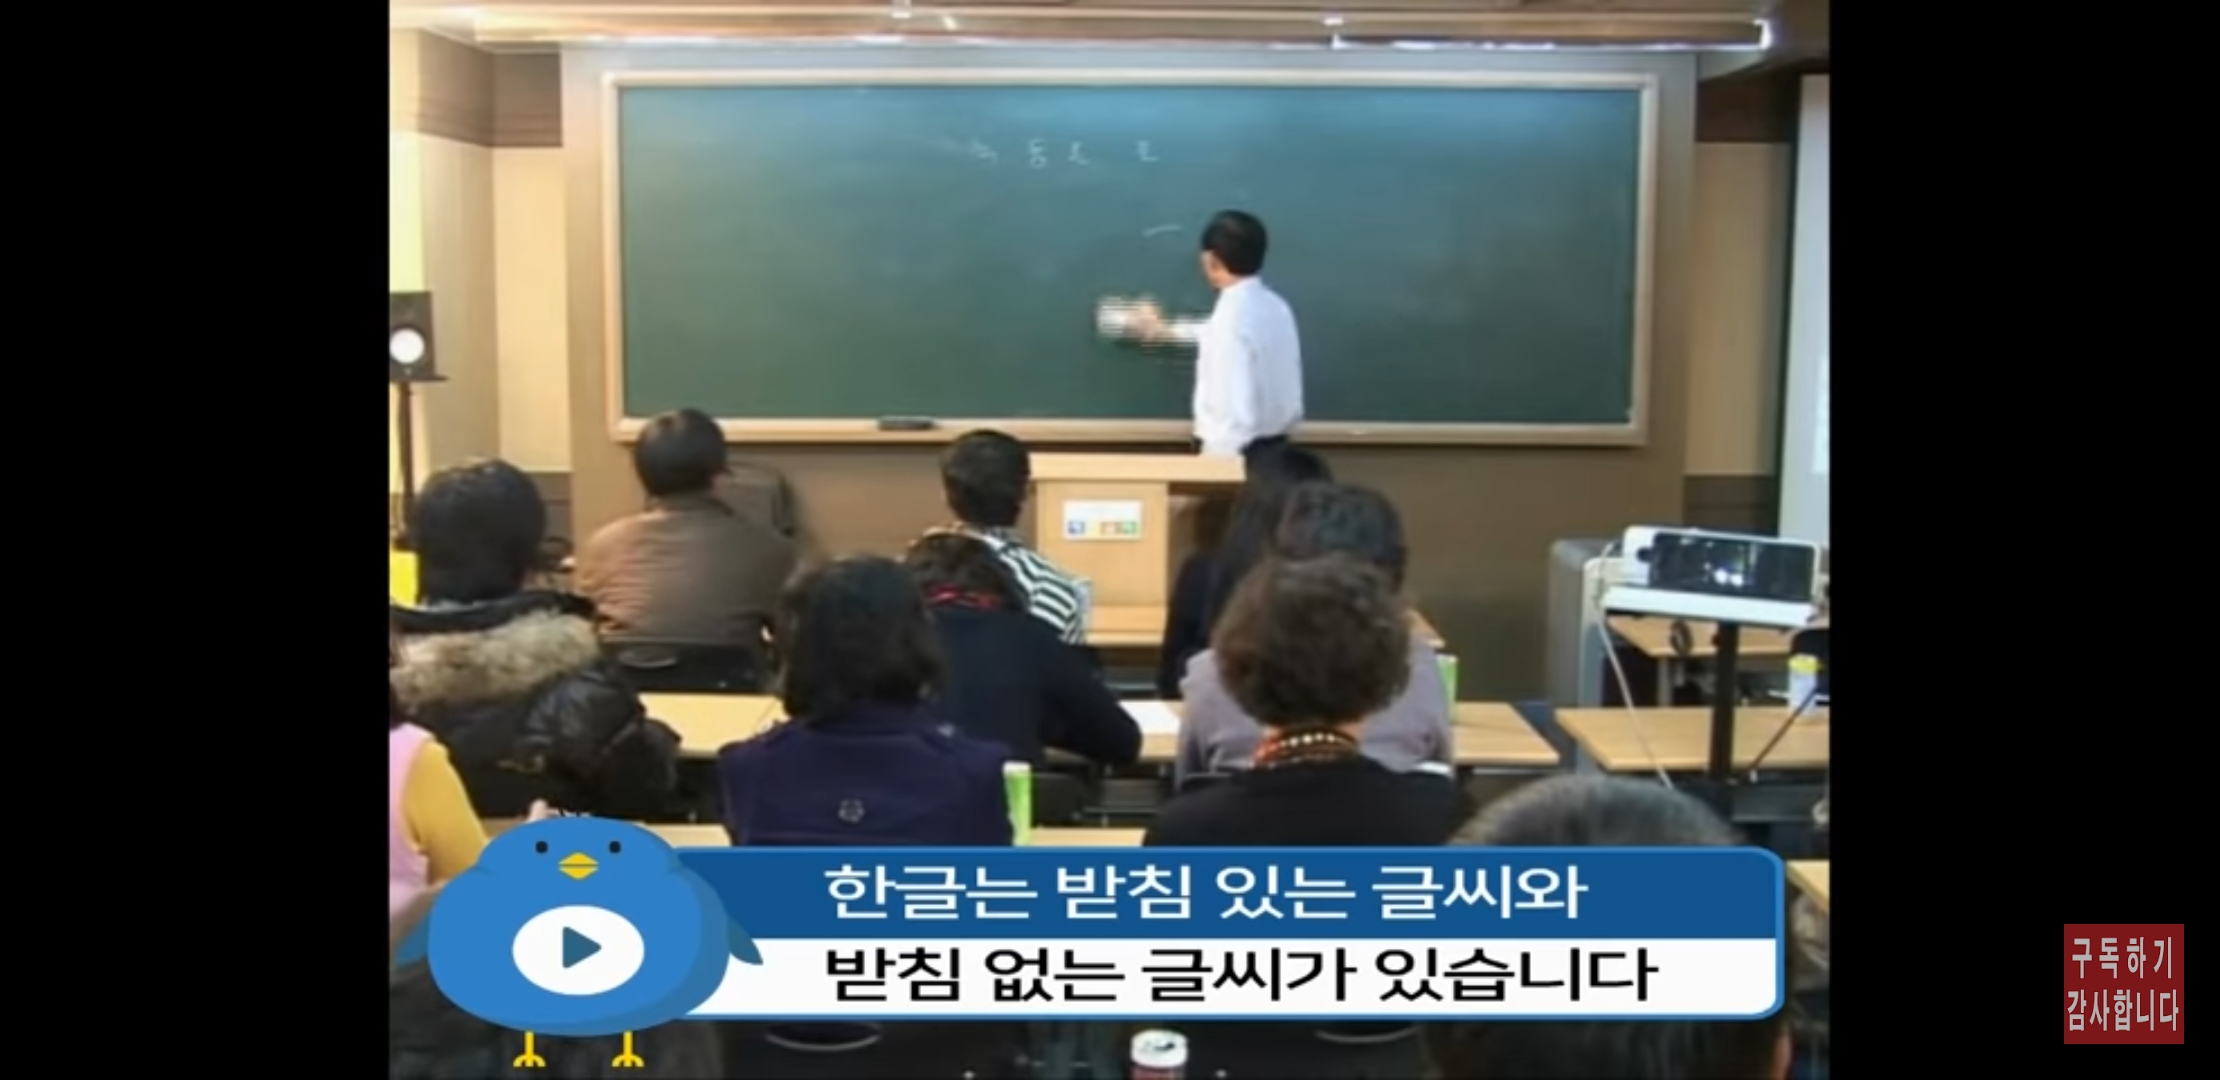 한글는 받침 있는 글씨와
받침 없는 글씨가 있습니다
구독하기
감사합니다